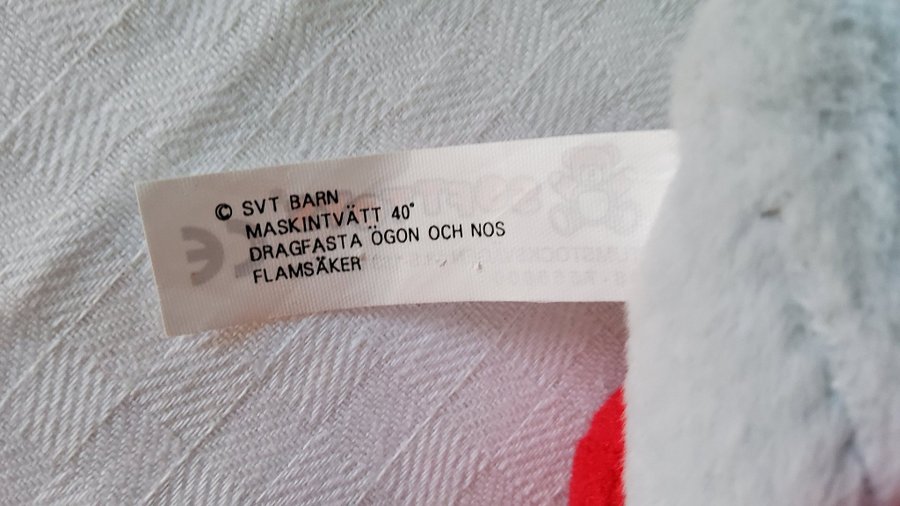 © SVT BARN
MASKINTVÄTT 40°
DRAGFASTA ÖGON OCH NOS
FLAMSÄKER